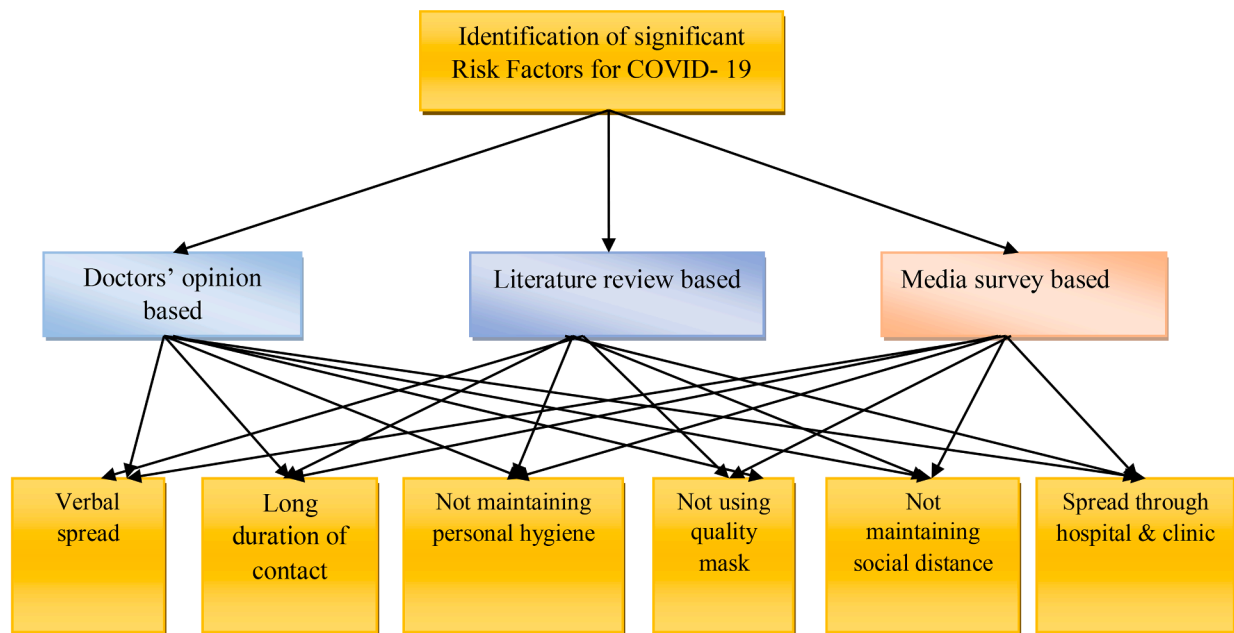 Identification of significant
Risk Factors for COVID- 19
Doctors’ opinion
based
Literature review based
Media survey based
Verbal
spread
Long
duration of
contact
Not maintaining
personal hygiene
Not using
quality
mask
Not
maintaining
social distance
Spread through
hospital & clinic